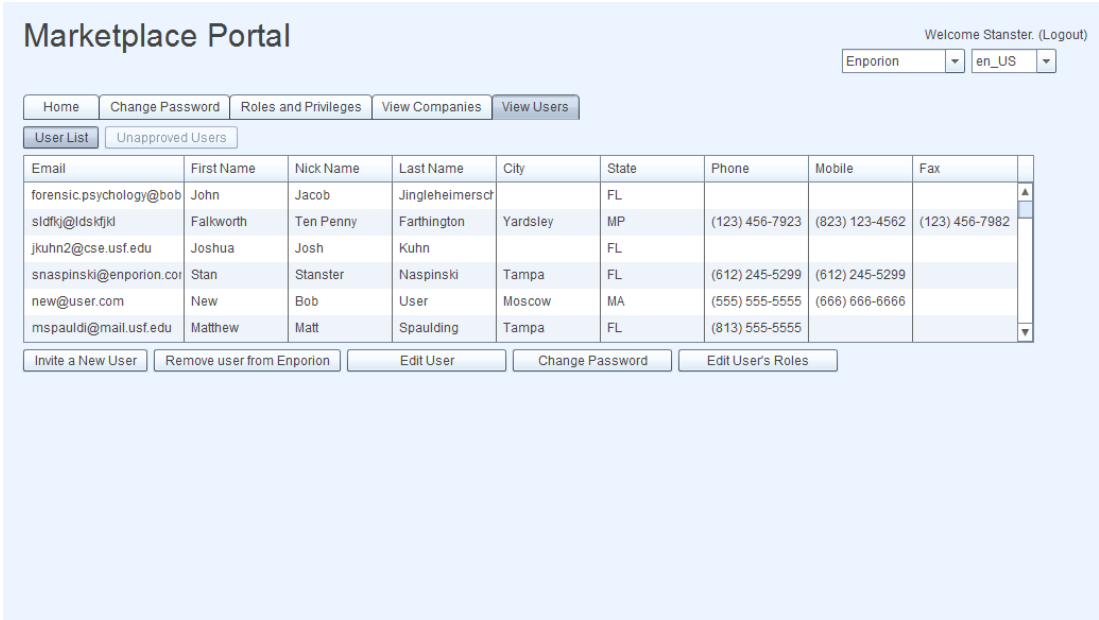 Marketplace Portal
Welcome Stanster. (Logout)
Enporion en_US
Home Change Password Roles and Privileges View Companies View Users
User List Unapproved Users
Email First Name Nick Name Last Name City State Phone Mobile Fax
forensic.psychology@bob John Jacob Jingleheimersch FL
sldfkj@ldskfjkl Falkworth Ten Penny Farthington Yardsley MP (123) 456-7923 (823) 123-4562 (123) 456-7982
jkuhn2@cse.usf.edu Joshua Josh Kuhn FL
snaspinski@enporion.com Stan Stanster Naspinski Tampa FL (612) 245-5299 (612) 245-5299
new@user.com New Bob User Moscow MA (555) 555-5555 (666) 666-6666
mspauldi@mail.usf.edu Matthew Matt Spaulding Tampa FL (813) 555-5555
Invite a New User Remove user from Enporion Edit User Change Password Edit User's Roles